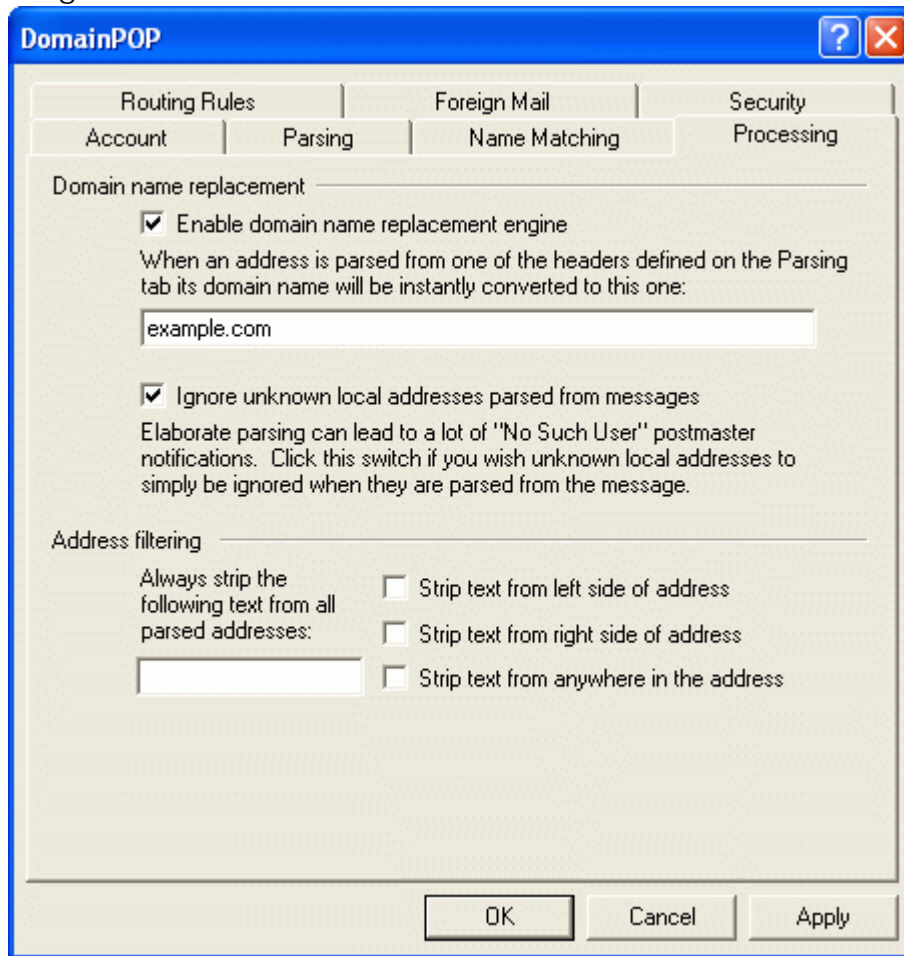 DomainPOP
Routing Rules Foreign Mail Security
Account Parsing Name Matching Processing
Domain name replacement
Enable domain name replacement engine
When an address is parsed from one of the headers defined on the Parsing
tab its domain name will be instantly converted to this one:
example.com
Ignore unknown local addresses parsed from messages
Elaborate parsing can lead to a lot of "No Such User" postmaster
notifications. Click this switch if you wish unknown local addresses to
simply be ignored when they are parsed from the message.
Address filtering
Always strip the
following text from all
parsed addresses:
Strip text from left side of address
Strip text from right side of address
Strip text from anywhere in the address
OK Cancel Apply